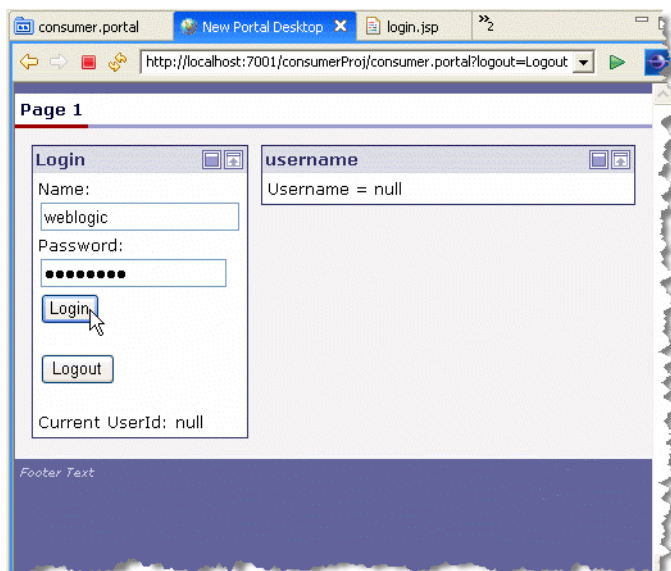 consumer.portal New Portal Desktop login.jsp »2
http://localhost:7001/consumerProj/consumer.portal?logout=Logout
Page 1
Login
Name:
weblogic
Password:
••••••••
Login
Logout
Current UserId: null
username
Username = null
Footer Text